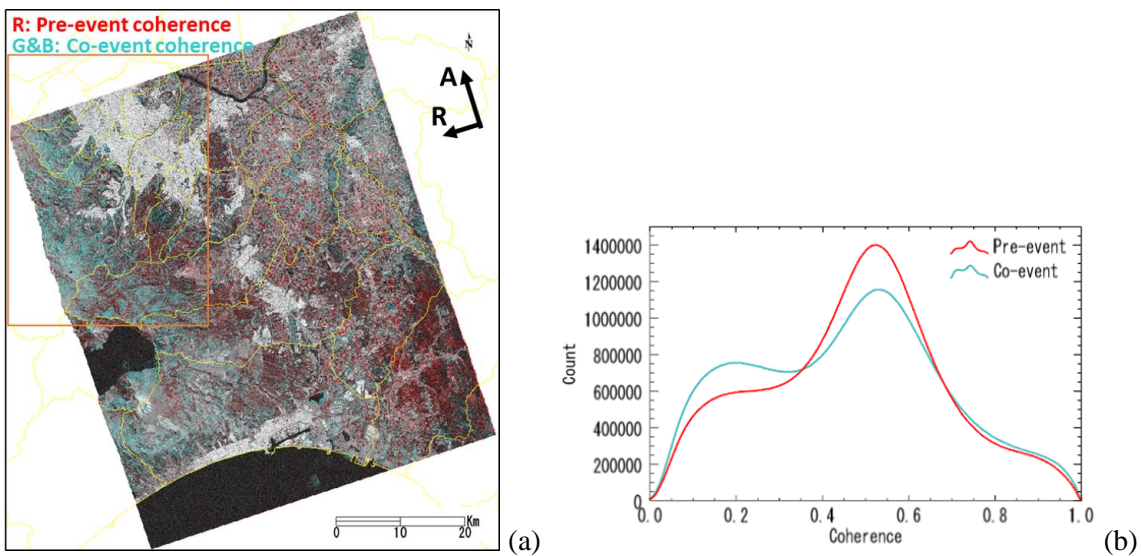 R: Pre-event coherence
G&B: Co-event coherence
N
A
R
Km
0 10 20
(a)
1400000
1200000
1000000
800000
600000
400000
200000
0
Count
Pre-event
Co-event
0.0 0.2 0.4 0.6 0.8 1.0
Coherence
(b)